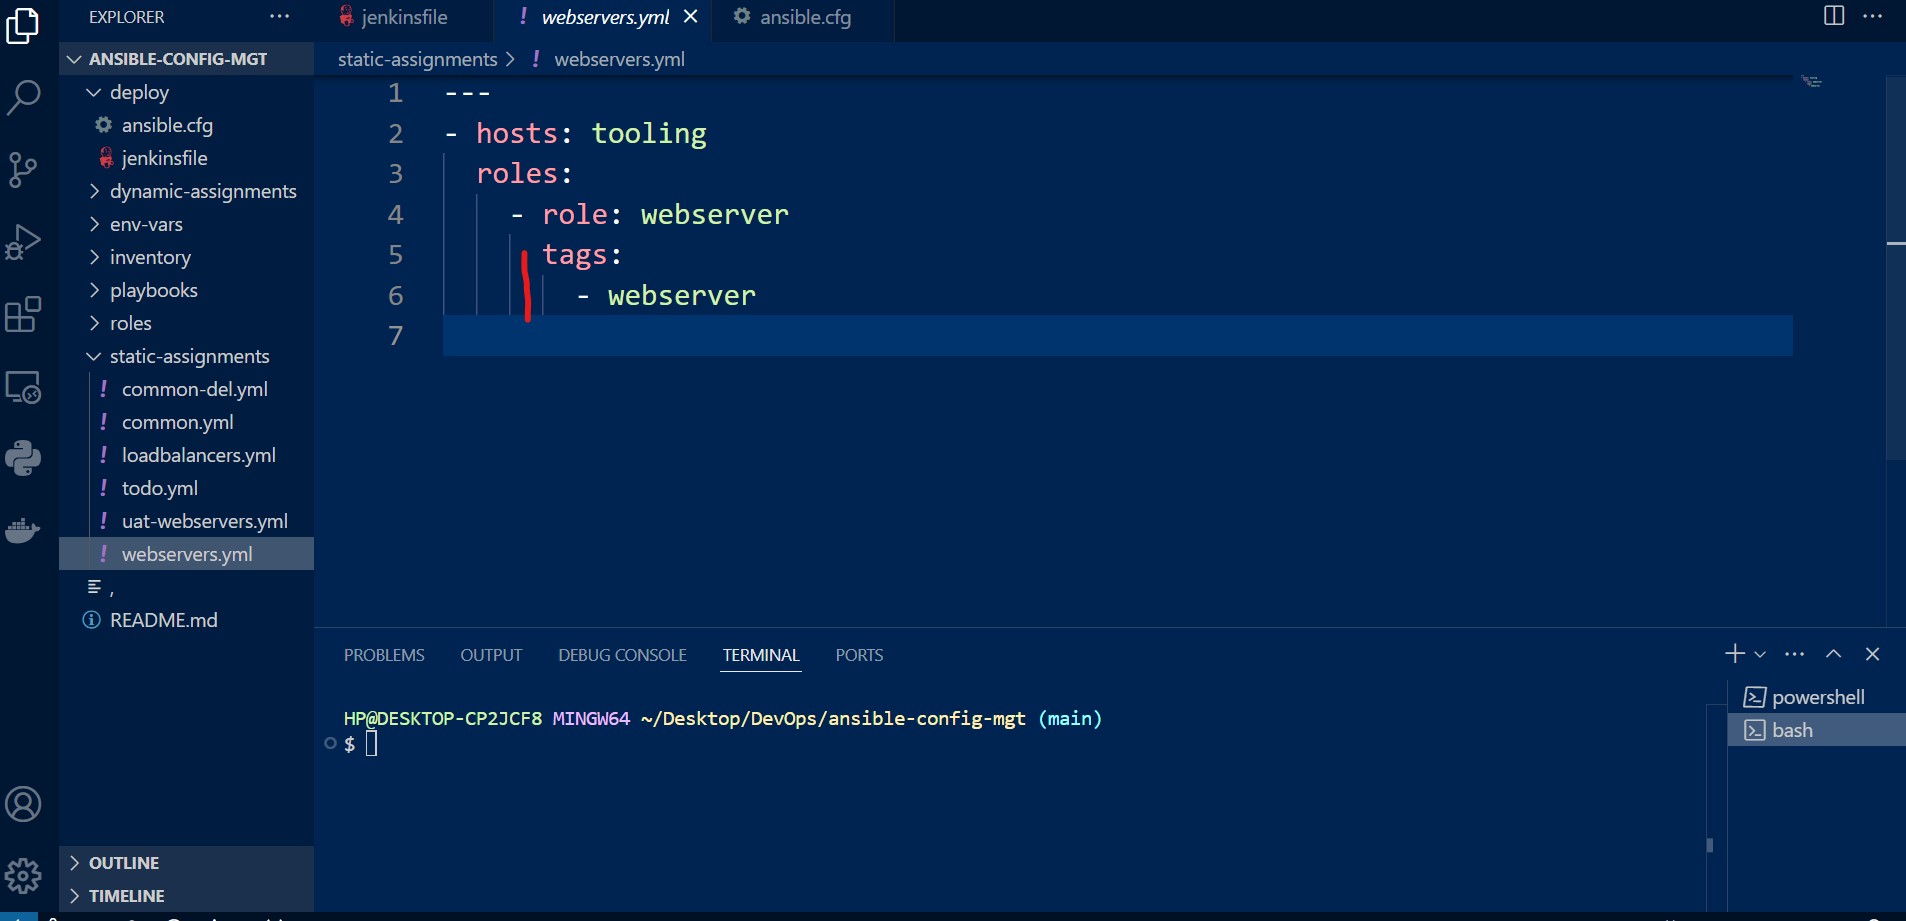 EXPLORER ...
jenkinsfile
! webservers.yml
ansible.cfg
ANSIBLE-CONFIG-MGT
deploy
ansible.cfg
jenkinsfile
dynamic-assignments
env-vars
inventory
playbooks
roles
static-assignments
! common-del.yml
! common.yml
! loadbalancers.yml
! todo.yml
! uat-webservers.yml
! webservers.yml
,
README.md
OUTLINE
TIMELINE
static-assignments > ! webservers.yml
1 ---
2 - hosts: tooling
3 roles:
4 - role: webserver
5 tags:
6 - webserver
7
PROBLEMS OUTPUT DEBUG CONSOLE TERMINAL PORTS
HP@DESKTOP-CP2JCF8 MINGW64 ~/Desktop/DevOps/ansible-config-mgt (main)
$
powershell
bash